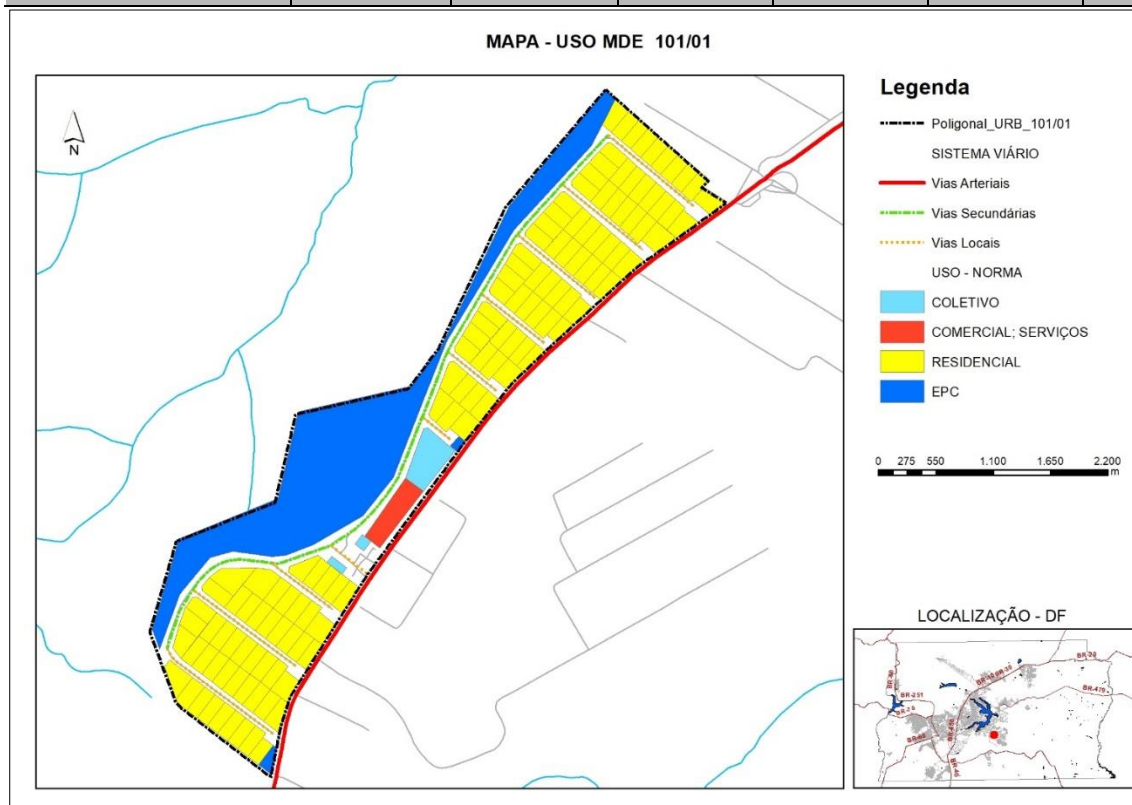 MAPA - USO MDE 101/01
N
Legenda
Poligonal_URB_101/01
SISTEMA VIÁRIO
Vias Arteriais
Vias Secundárias
Vias Locais
USO - NORMA
COLETIVO
COMERCIAL; SERVIÇOS
RESIDENCIAL
EPC
0 275 550 1.100 1.650 2.200
m
LOCALIZAÇÃO - DF
BR-20
BR-251
BR-479